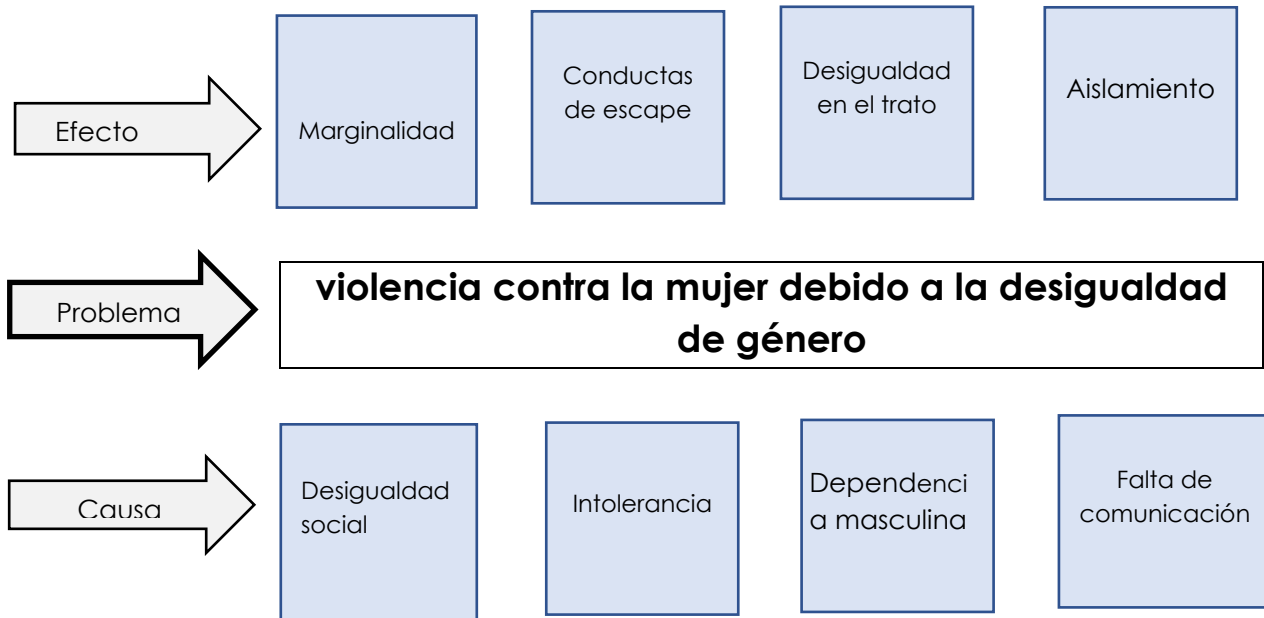 Efecto
Marginalidad
Conductas
de escape
Desigualdad
en el trato
Aislamiento
Problema
violencia contra la mujer debido a la desigualdad
de género
Causa
Desigualdad
social
Intolerancia
Dependenci
a masculina
Falta de
comunicación